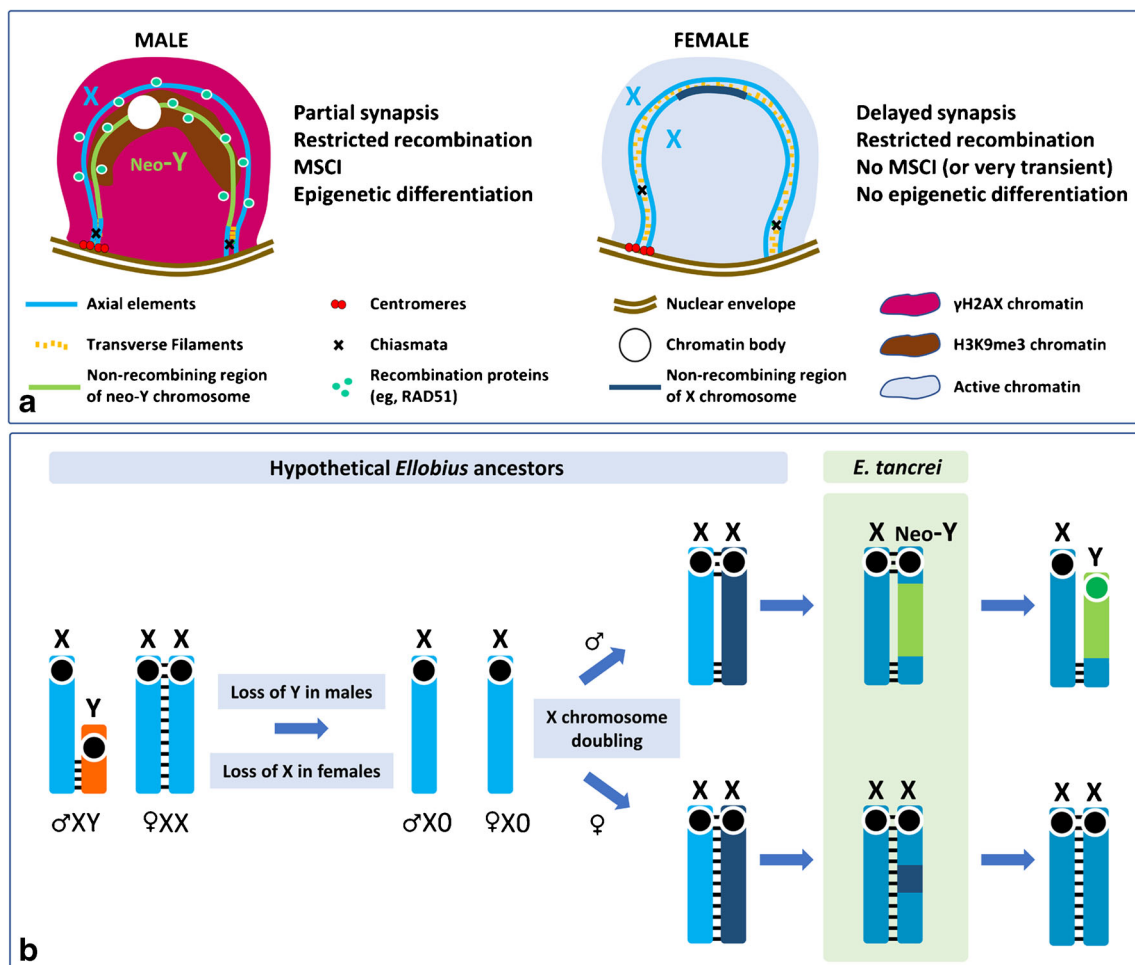 MALE
X
Neo-Y
Partial synapsis
Restricted recombination
MSCI
Epigenetic differentiation
FEMALE
X
X
Delayed synapsis
Restricted recombination
No MSCI (or very transient)
No epigenetic differentiation
Axial elements
Transverse Filaments
Non-recombining region
of neo-Y chromosome
Centromeres
Chiasmata
Recombination proteins
(eg, RAD51)
Nuclear envelope
Chromatin body
Non-recombining region
of X chromosome
γH2AX chromatin
H3K9me3 chromatin
Active chromatin
a
Hypothetical Ellobius ancestors
E. tancrei
X
Y
♂XY
X X
♀XX
Loss of Y in males
Loss of X in females
X
♂X0
X
♀X0
♂
X chromosome
doubling
♀
X X
X Neo-Y
X
Y
X X
X X
X X
b